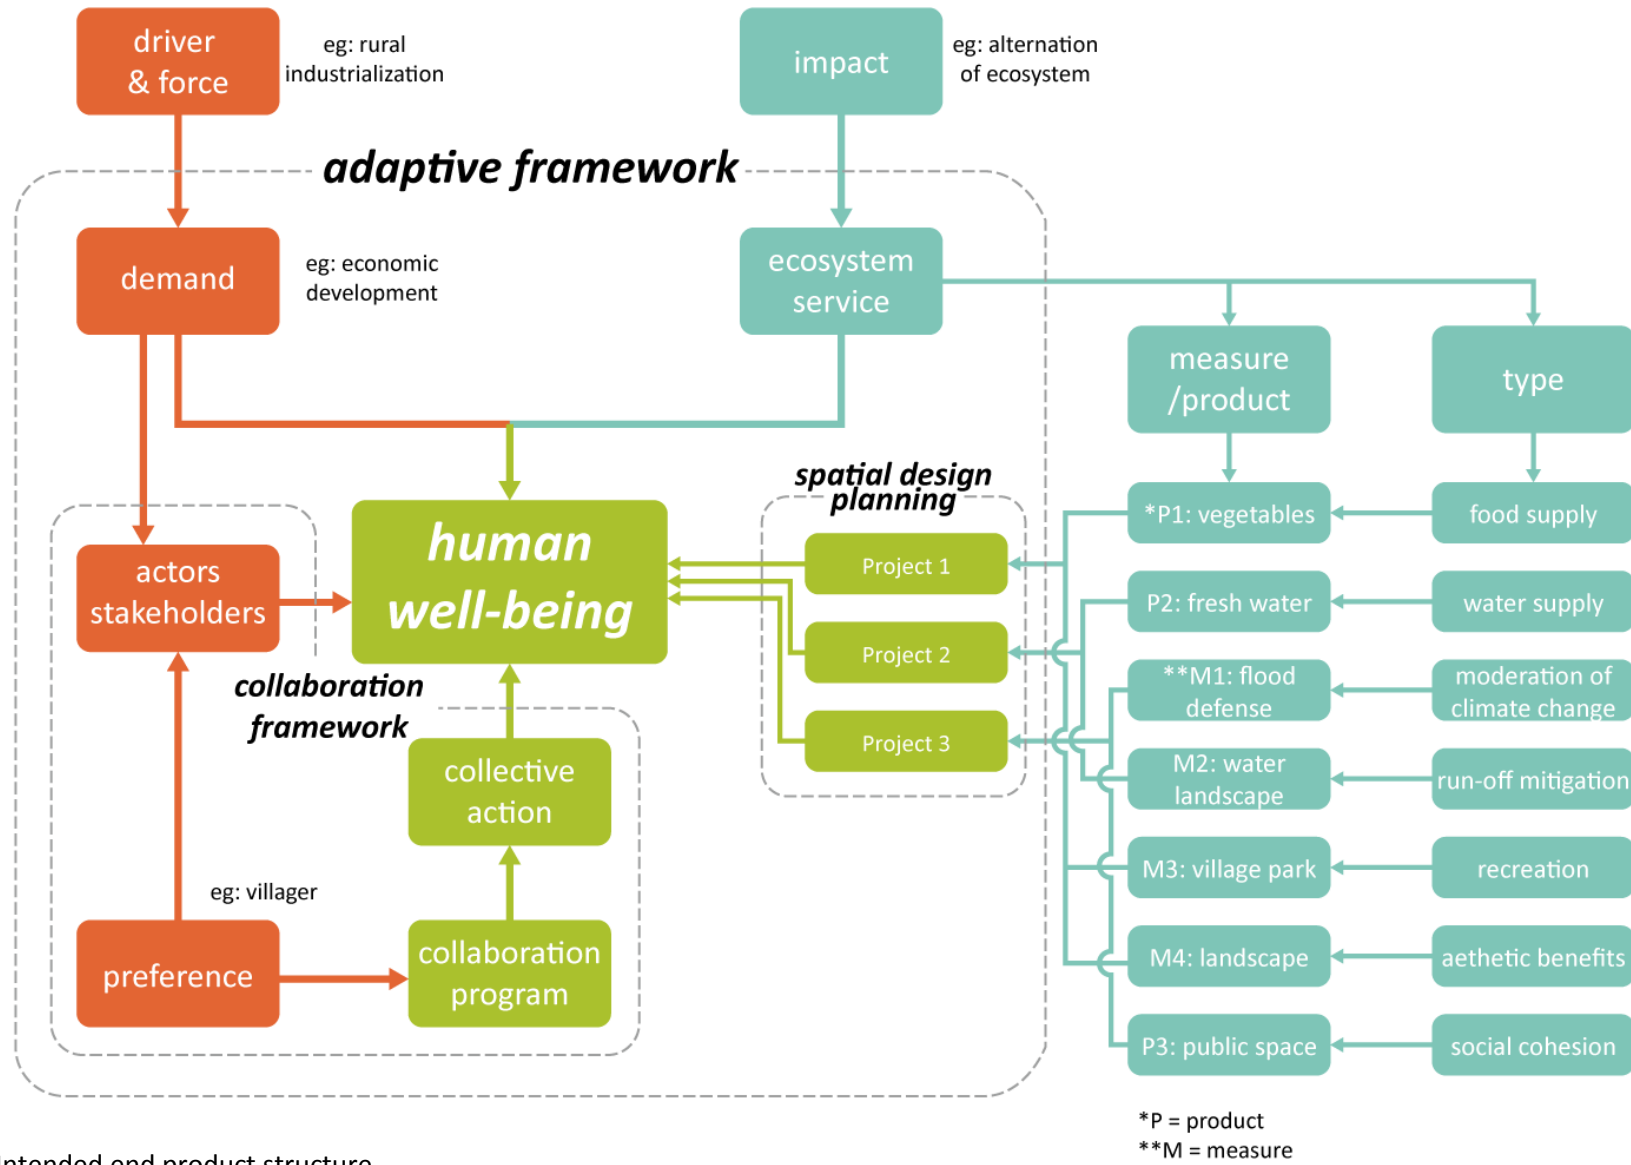 driver
& force
eg: rural
industrialization
impact
eg: alternation
of ecosystem
adaptive framework
demand
eg: economic
development
ecosystem
service
measure
/product
type
spatial design
planning
human
well-being
actors
stakeholders
Project 1
Project 2
Project 3
*P1: vegetables
food supply
P2: fresh water
water supply
**M1: flood
defense
moderation of
climate change
M2: water
landscape
run-off mitigation
M3: village park
recreation
M4: landscape
aethetic benefits
P3: public space
social cohesion
collaboration
framework
collective
action
eg: villager
preference
collaboration
program
*P = product
**M = measure
Intended end product structure